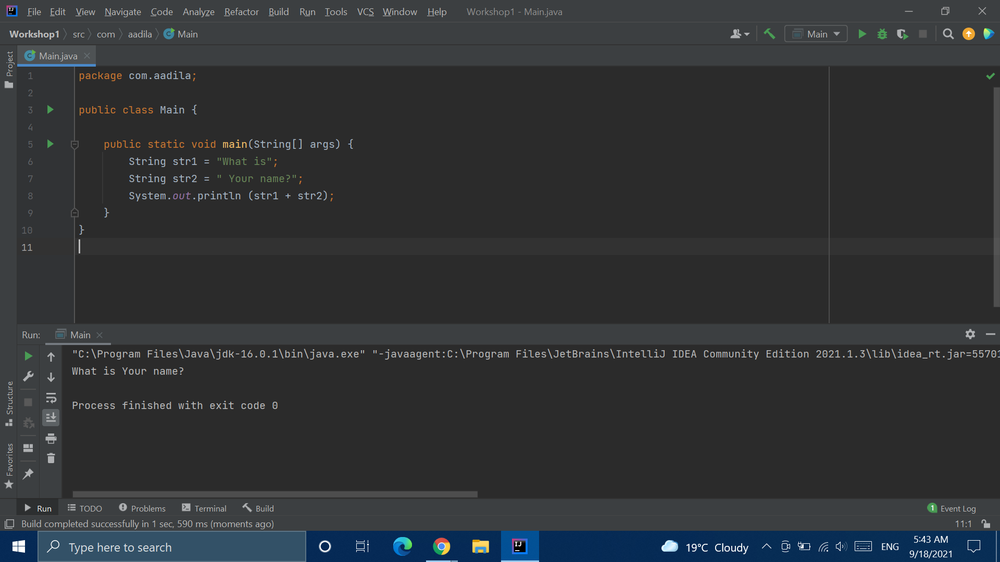 File Edit View Navigate Code Analyze Refactor Build Run Tools VCS Window Help Workshop1 - Main.java
Workshop1 src com aadila Main
Main
Main.java
Project
1 package com.aadila;
2
3 public class Main {
4
5 public static void main(String[] args) {
6 String str1 = "What is";
7 String str2 = " Your name?";
8 System.out.println (str1 + str2);
9 }
10 }
11
Run: Main
"C:\Program Files\Java\jdk-16.0.1\bin\java.exe" "-javaagent:C:\Program Files\JetBrains\IntelliJ IDEA Community Edition 2021.1.3\lib\idea_rt.jar=55701
What is Your name?
Process finished with exit code 0
Structure
Favorites
Run TODO Problems Terminal Build
1 Event Log
Build completed successfully in 1 sec, 590 ms (moments ago)
11:1
Type here to search
19°C Cloudy
ENG
5:43 AM
9/18/2021